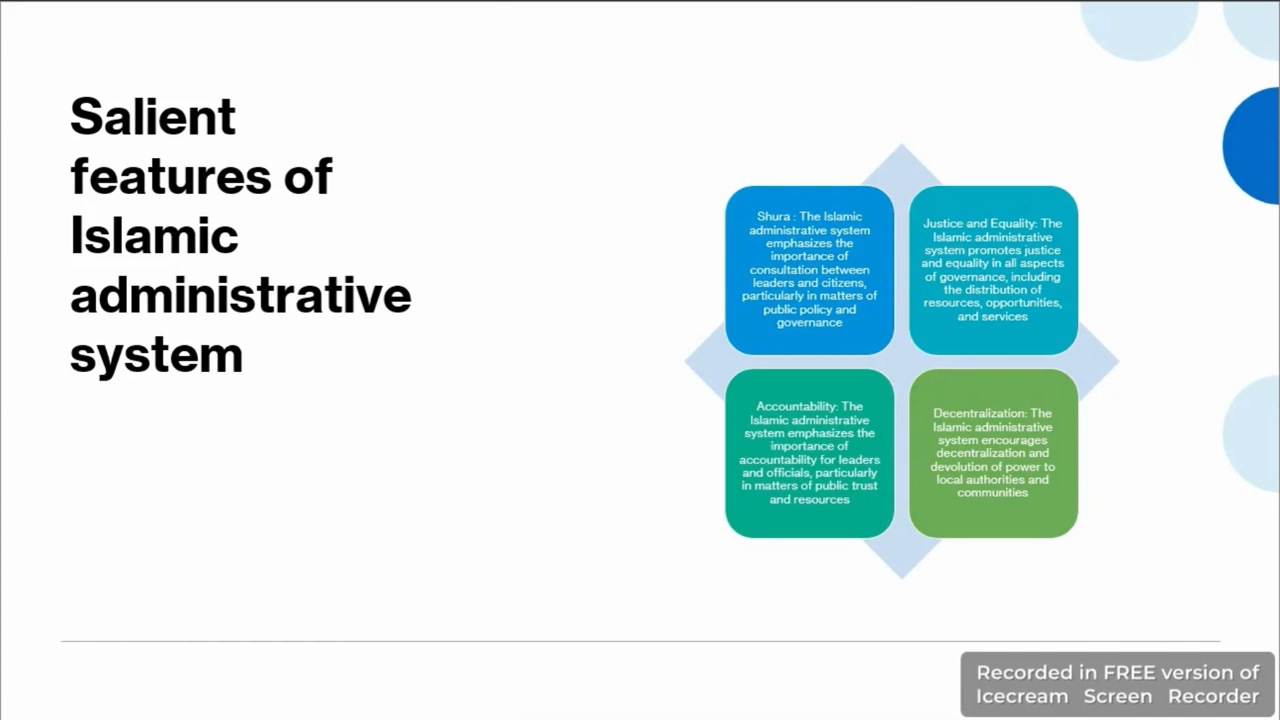 Salient
features of
Islamic
administrative
system
Shura : The Islamic
administrative system
emphasizes the
importance of
consultation between
leaders and citizens,
particularly in matters of
public policy and
governance
Justice and Equality: The
Islamic administrative
system promotes justice
and equality in all aspects
of governance, including
the distribution of
resources, opportunities,
and services
Accountability: The
Islamic administrative
system emphasizes the
importance of
accountability for leaders
and officials, particularly
in matters of public trust
and resources
Decentralization: The
Islamic administrative
system encourages
decentralization and
devolution of power to
local authorities and
communities
Recorded in FREE version of
Icecream Screen Recorder